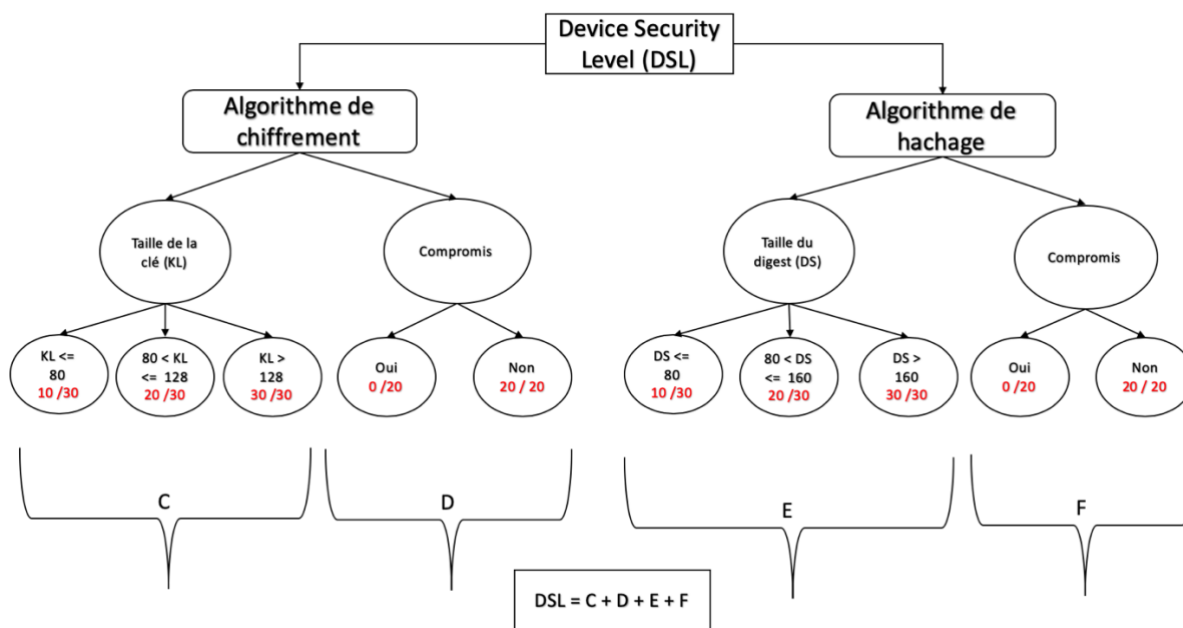 Device Security
Level (DSL)
Algorithme de
chiffrement
Algorithme de
hachage
Taille de la
clé (KL)
Compromis
Taille du
digest (DS)
Compromis
KL <=
80
10 /30
80 < KL
<= 128
20 /30
KL >
128
30 /30
Oui
0 /20
Non
20 / 20
DS <=
80
10 /30
80 < DS
<= 160
20 /30
DS >
160
30 /30
Oui
0 /20
Non
20 / 20
C
D
E
F
DSL = C + D + E + F